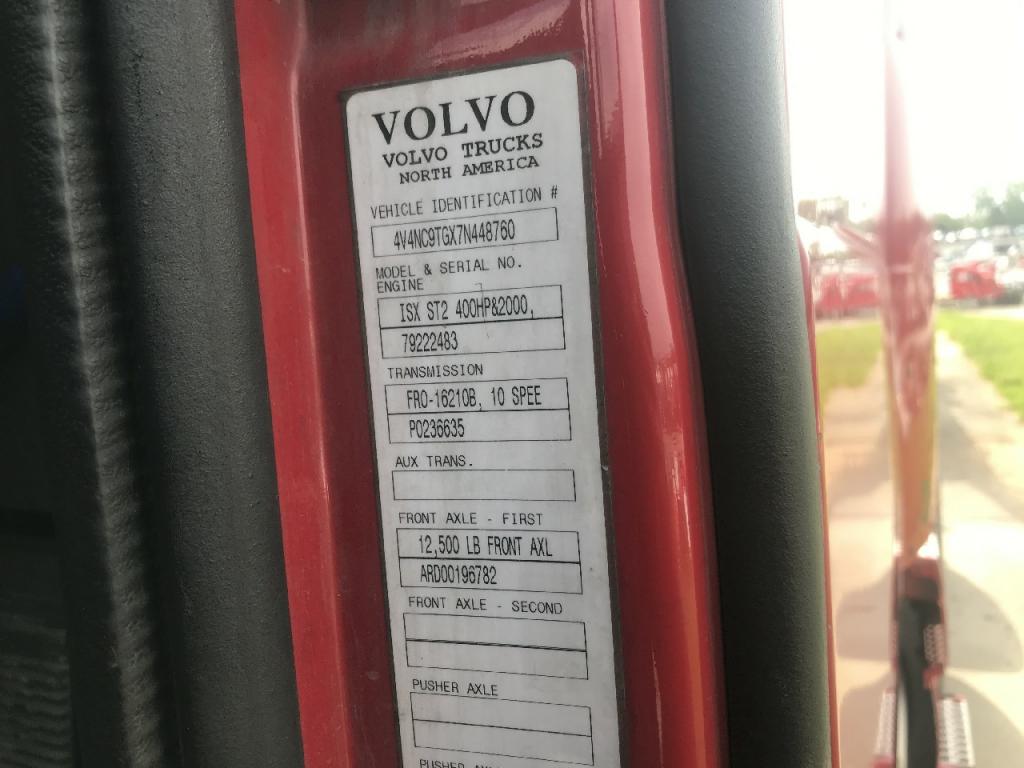 VOLVO
VOLVO TRUCKS
NORTH AMERICA
VEHICLE IDENTIFICATION #
4V4NC9TGX7N448760
MODEL & SERIAL NO.
ENGINE
ISX ST2 400HP&2000,
79222483
TRANSMISSION
FRO-16210B, 10 SPEE
PO236635
AUX TRANS.
FRONT AXLE - FIRST
12,500 LB FRONT AXL
ARD00196782
FRONT AXLE - SECOND
PUSHER AXLE
PUSHER AXLE